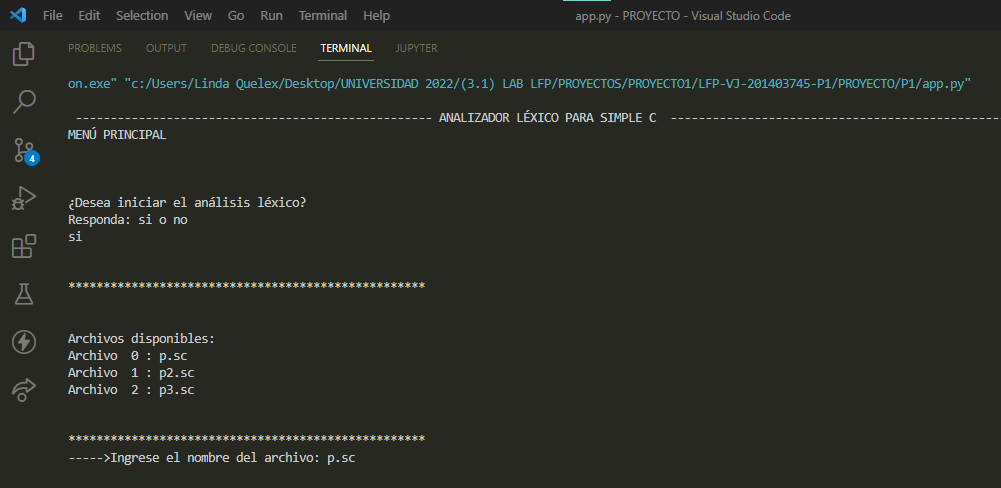 File Edit Selection View Go Run Terminal Help app.py - PROYECTO - Visual Studio Code
PROBLEMS OUTPUT DEBUG CONSOLE TERMINAL JUPYTER
on.exe" "c:/Users/Linda Quelex/Desktop/UNIVERSIDAD 2022/(3.1) LAB LFP/PROYECTOS/PROYECTO1/LFP-VJ-201403745-P1/PROYECTO/P1/app.py"
--------------------------------------------------- ANALIZADOR LÉXICO PARA SIMPLE C -----------------------------------------------
MENÚ PRINCIPAL
4
¿Desea iniciar el análisis léxico?
Responda: si o no
si
***************************************************
Archivos disponibles:
Archivo  0 : p.sc
Archivo  1 : p2.sc
Archivo  2 : p3.sc
***************************************************
----->Ingrese el nombre del archivo: p.sc